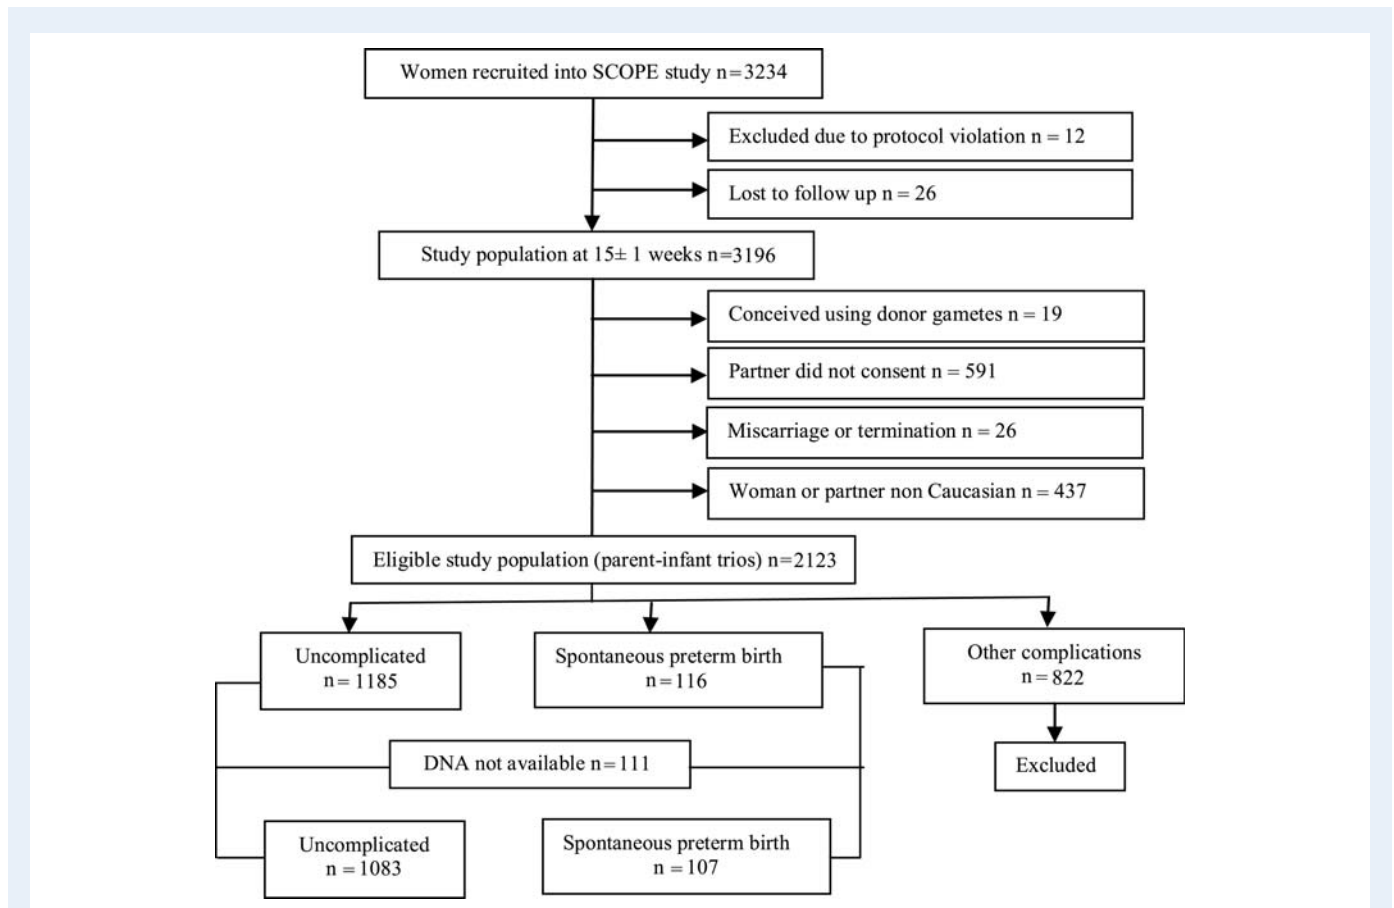 Women recruited into SCOPE study n=3234
Excluded due to protocol violation n = 12
Lost to follow up n = 26
Study population at 15± 1 weeks n=3196
Conceived using donor gametes n = 19
Partner did not consent n = 591
Miscarriage or termination n = 26
Woman or partner non Caucasian n = 437
Eligible study population (parent-infant trios) n=2123
Uncomplicated
n= 1185
Spontaneous preterm birth
n=116
Other complications
n= 822
DNA not available n=111
Excluded
Uncomplicated
n = 1083
Spontaneous preterm birth
n = 107